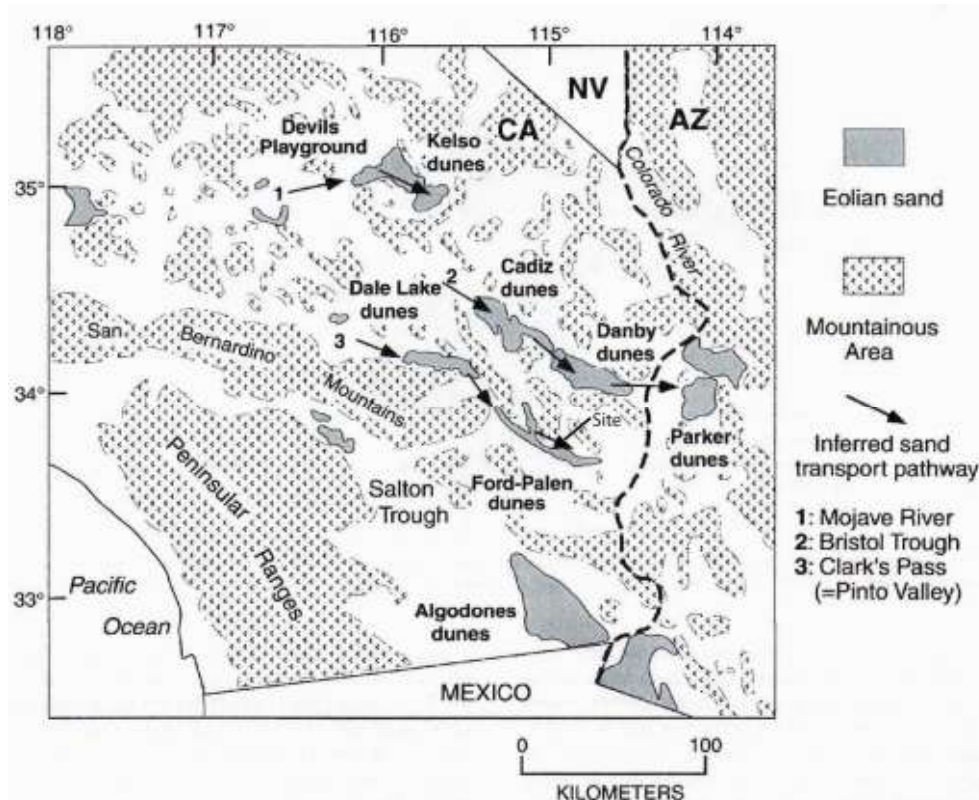 118°
117°
116°
115°
114°
NV
CA
AZ
Devils
Playground
Kelso
dunes
1
35°
Colorado
River
Eolian sand
2
Cadiz
dunes
Dale Lake
dunes
Danby
dunes
3
San
Bernardino
Mountains
Mountainous
Area
34°
Site
Parker
dunes
Peninsular
Ranges
Salton
Trough
Ford-Palen
dunes
Inferred sand
transport pathway
1: Mojave River
2: Bristol Trough
3: Clark's Pass
(=Pinto Valley)
33°
Pacific
Ocean
Algodones
dunes
MEXICO
0
100
KILOMETERS